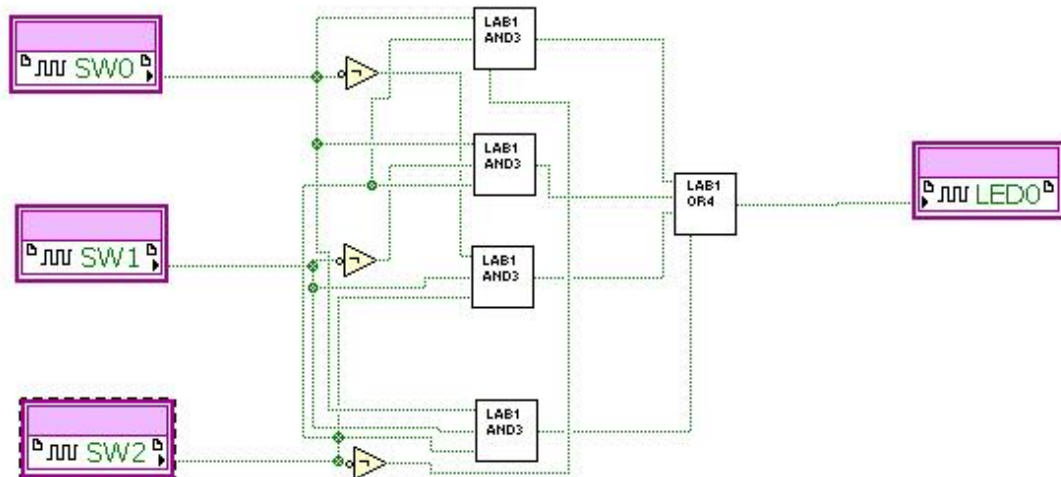 SW0
SW1
SW2
LAB1
AND3
LAB1
AND3
LAB1
AND3
LAB1
AND3
LAB1
OR4
LED0